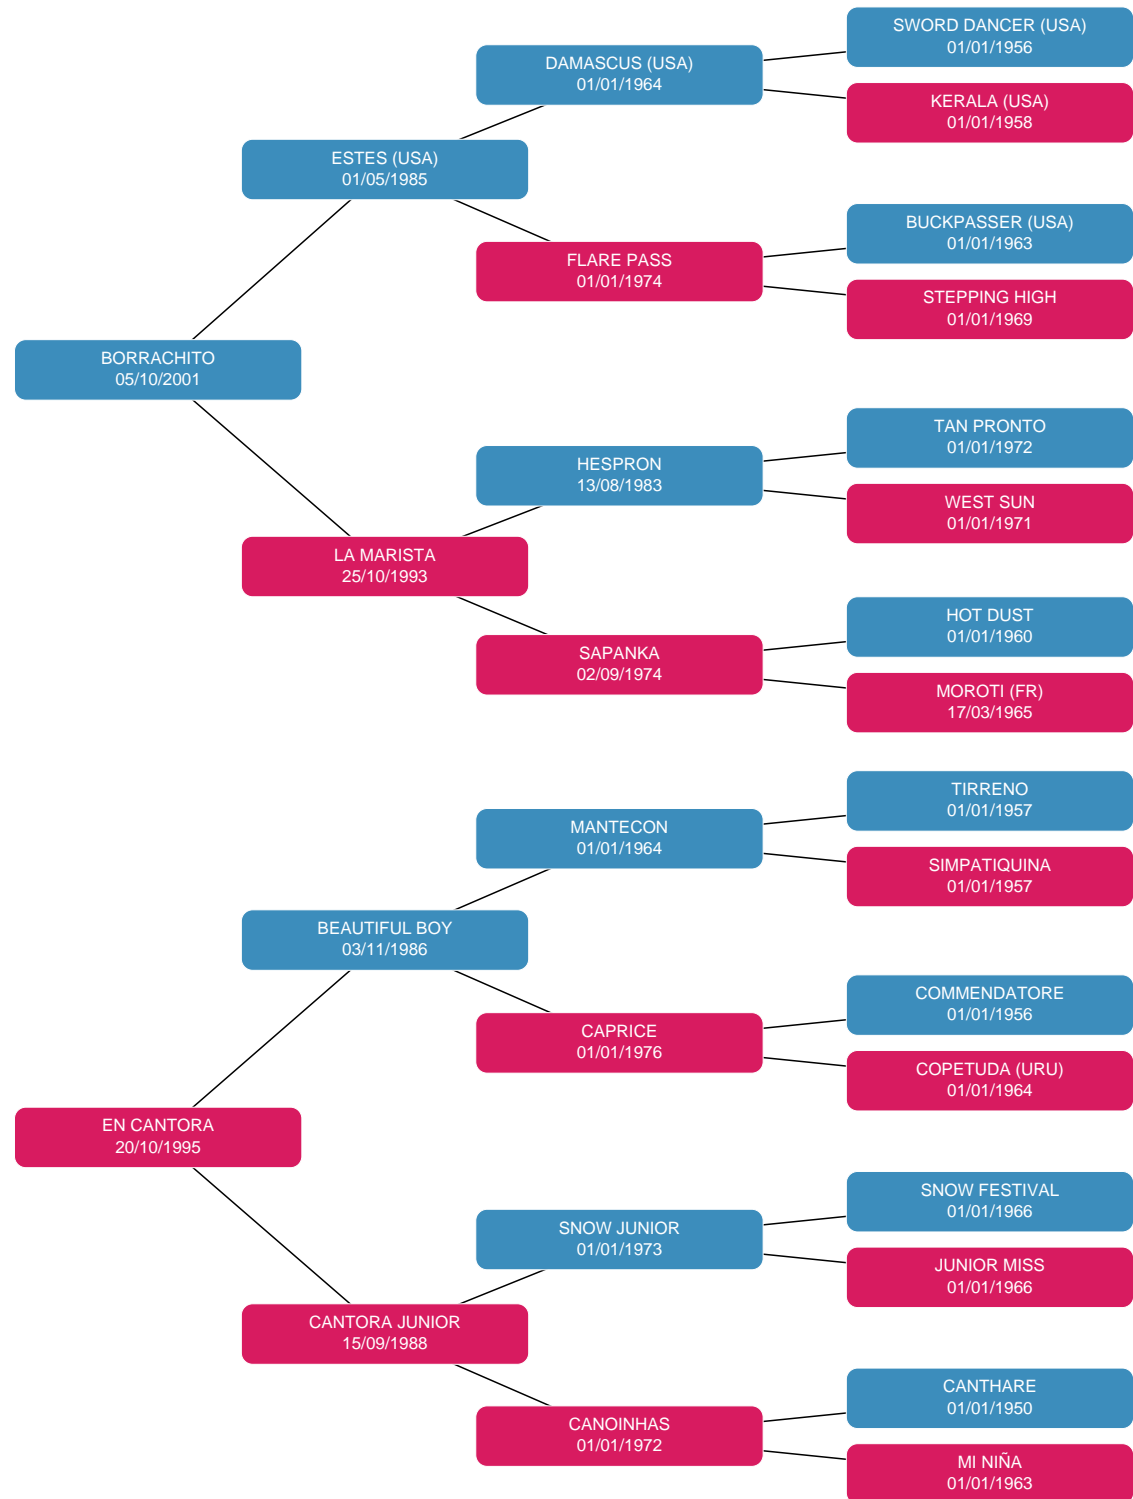 SWORD DANCER (USA)
01/01/1956
DAMASCUS (USA)
01/01/1964
KERALA (USA)
01/01/1958
ESTES (USA)
01/05/1985
BUCKPASSER (USA)
01/01/1963
FLARE PASS
01/01/1974
STEPPING HIGH
01/01/1969
BORRACHITO
05/10/2001
TAN PRONTO
01/01/1972
HESPRON
13/08/1983
WEST SUN
01/01/1971
LA MARISTA
25/10/1993
HOT DUST
01/01/1960
SAPANKA
02/09/1974
MOROTI (FR)
17/03/1965
TIRRENO
01/01/1957
MANTECON
01/01/1964
SIMPATIQUINA
01/01/1957
BEAUTIFUL BOY
03/11/1986
COMMENDATORE
01/01/1956
CAPRICE
01/01/1976
COPETUDA (URU)
01/01/1964
EN CANTORA
20/10/1995
SNOW FESTIVAL
01/01/1966
SNOW JUNIOR
01/01/1973
JUNIOR MISS
01/01/1966
CANTORA JUNIOR
15/09/1988
CANTHARE
01/01/1950
CANOINHAS
01/01/1972
MI NIÑA
01/01/1963